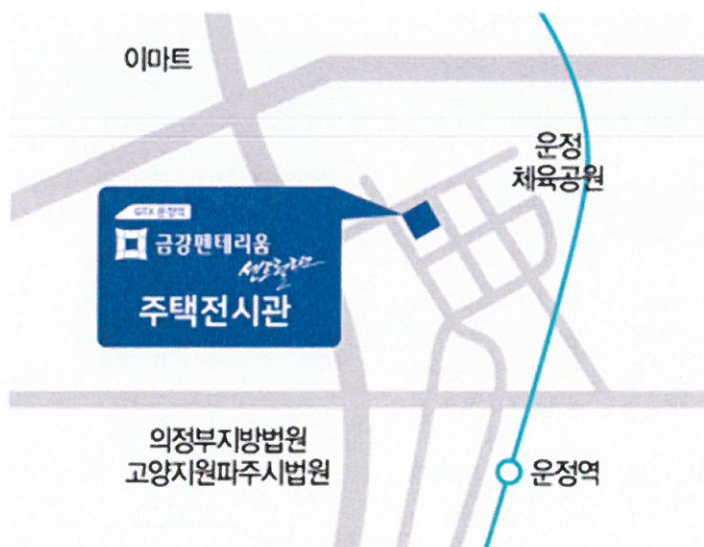 이마트
운정
체육공원
GTX 운정역
금강펜테리움
센트럴파크
주택전시관
의정부지방법원
고양지원파주시법원
운정역